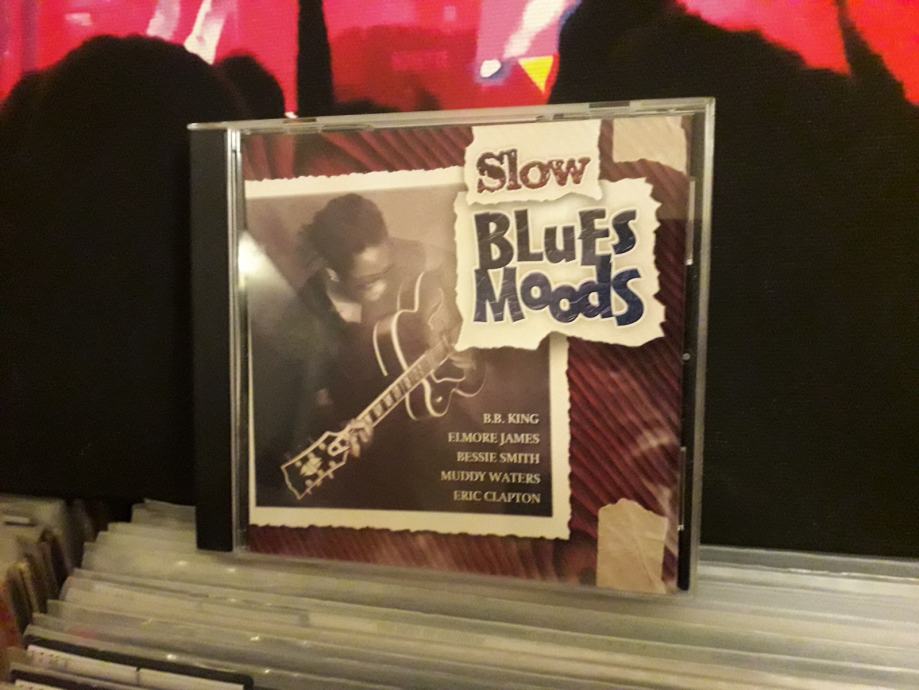 Slow
BLuEs
MoodS
B.B. KING
ELMORE JAMES
BESSIE SMITH
MUDDY WATERS
ERIC CLAPTON